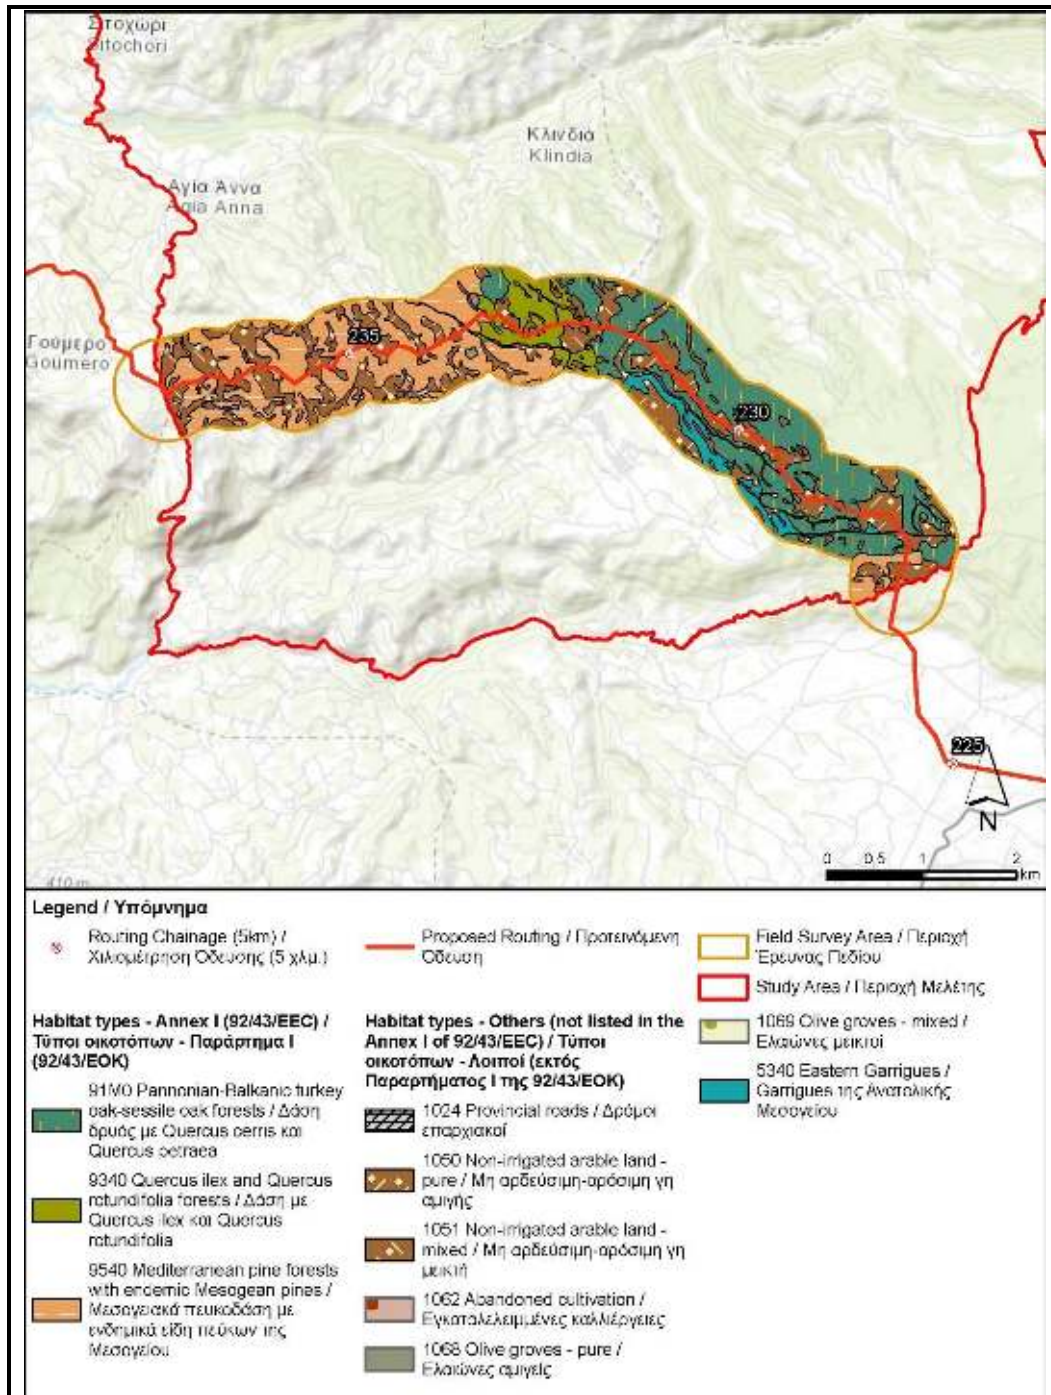 Σιτοχώρι
Sitochori
Κλινδιά
Klindia
Αγία Άννα
Agia Anna
Γούμερο
Goumero
235
230
225
N
0 0.5 1 2
km
410 m
Legend / Υπόμνημα
Routing Chainage (5km) /
Χιλιομέτρηση Όδευσης (5 χλμ.)
Proposed Routing / Προτεινόμενη
Όδευση
Field Survey Area / Περιοχή
Έρευνας Πεδίου
Study Area / Περιοχή Μελέτης
Habitat types - Annex I (92/43/EEC) /
Τύποι οικοτόπων - Παράρτημα I
(92/43/ΕΟΚ)
91M0 Pannonian-Balkanic turkey
oak-sessile oak forests / Δάση
δρυός με Quercus cerris και
Quercus petraea
9340 Quercus ilex and Quercus
rotundifolia forests / Δάση με
Quercus ilex και Quercus
rotundifolia
9540 Mediterranean pine forests
with endemic Mesogean pines /
Μεσογειακά πευκοδάση με
ενδημικά είδη πεύκων της
Μεσογείου
Habitat types - Others (not listed in the
Annex I of 92/43/EEC) / Τύποι
οικοτόπων - Λοιποί (εκτός
Παραρτήματος I της 92/43/ΕΟΚ)
1024 Provincial roads / Δρόμοι
επαρχιακοί
1050 Non-irrigated arable land -
pure / Μη αρδεύσιμη-αρόσιμη γη
αμιγής
1051 Non-irrigated arable land -
mixed / Μη αρδεύσιμη-αρόσιμη γη
μεικτή
1062 Abandoned cultivation /
Εγκαταλελειμμένες καλλιέργειες
1068 Olive groves - pure /
Ελαιώνες αμιγείς
1069 Olive groves - mixed /
Ελαιώνες μεικτοί
5340 Eastern Garrigues /
Garrigues της Ανατολικής
Μεσογείου